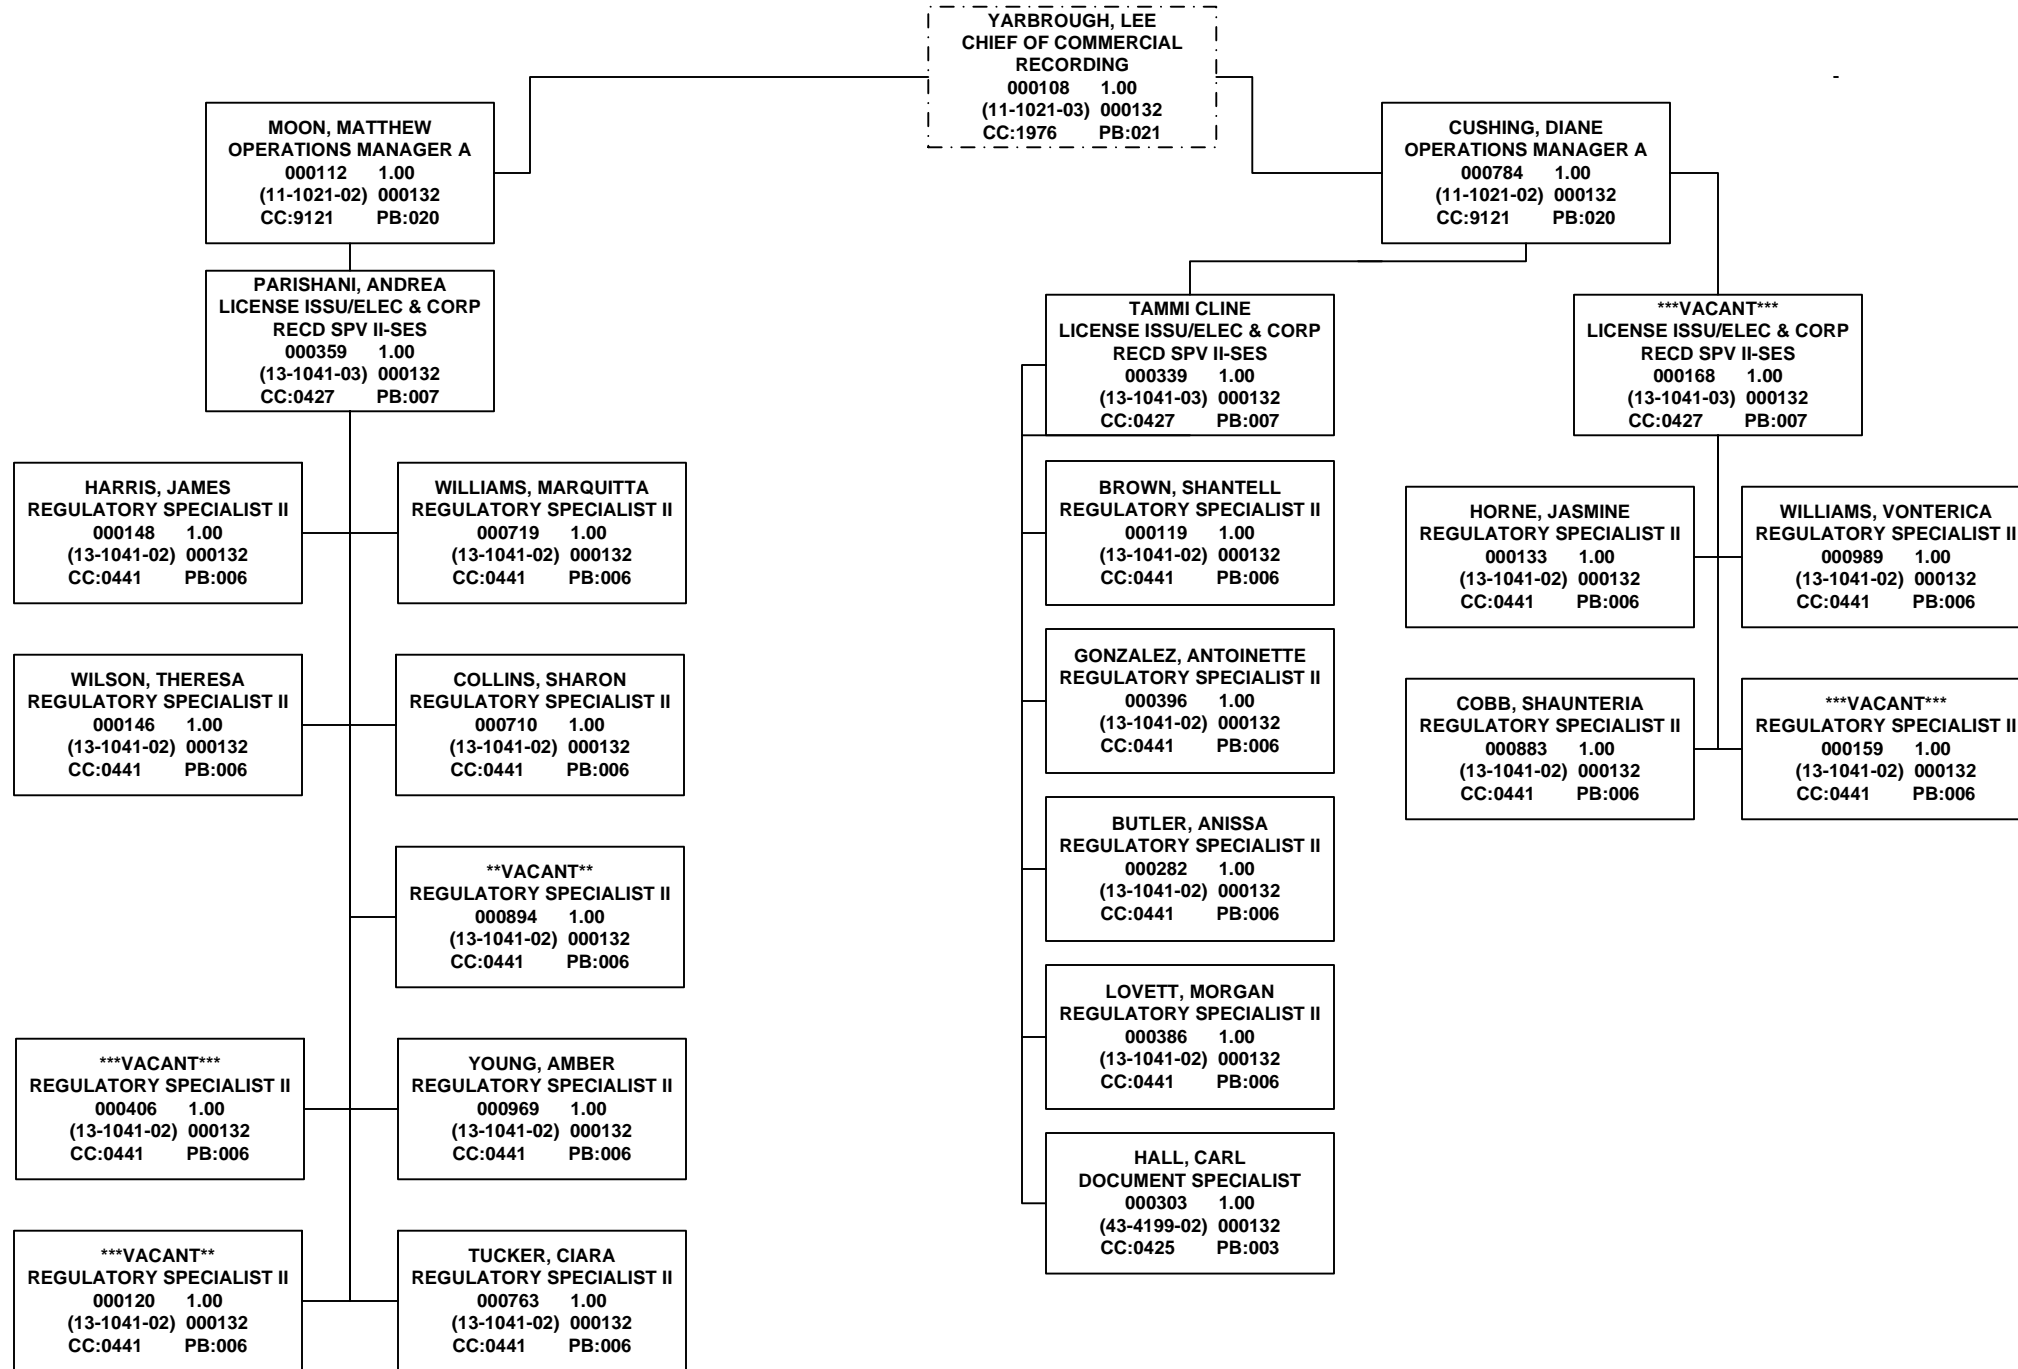 YARBROUGH, LEE
CHIEF OF COMMERCIAL
RECORDING
000108 1.00
(11-1021-03) 000132
CC:1976 PB:021
-
MOON, MATTHEW
OPERATIONS MANAGER A
000112 1.00
(11-1021-02) 000132
CC:9121 PB:020
CUSHING, DIANE
OPERATIONS MANAGER A
000784 1.00
(11-1021-02) 000132
CC:9121 PB:020
PARISHANI, ANDREA
LICENSE ISSU/ELEC & CORP
RECD SPV II-SES
000359 1.00
(13-1041-03) 000132
CC:0427 PB:007
TAMMI CLINE
LICENSE ISSU/ELEC & CORP
RECD SPV II-SES
000339 1.00
(13-1041-03) 000132
CC:0427 PB:007
***VACANT***
LICENSE ISSU/ELEC & CORP
RECD SPV II-SES
000168 1.00
(13-1041-03) 000132
CC:0427 PB:007
HARRIS, JAMES
REGULATORY SPECIALIST II
000148 1.00
(13-1041-02) 000132
CC:0441 PB:006
WILLIAMS, MARQUITTA
REGULATORY SPECIALIST II
000719 1.00
(13-1041-02) 000132
CC:0441 PB:006
WILSON, THERESA
REGULATORY SPECIALIST II
000146 1.00
(13-1041-02) 000132
CC:0441 PB:006
COLLINS, SHARON
REGULATORY SPECIALIST II
000710 1.00
(13-1041-02) 000132
CC:0441 PB:006
**VACANT**
REGULATORY SPECIALIST II
000894 1.00
(13-1041-02) 000132
CC:0441 PB:006
***VACANT***
REGULATORY SPECIALIST II
000406 1.00
(13-1041-02) 000132
CC:0441 PB:006
YOUNG, AMBER
REGULATORY SPECIALIST II
000969 1.00
(13-1041-02) 000132
CC:0441 PB:006
***VACANT**
REGULATORY SPECIALIST II
000120 1.00
(13-1041-02) 000132
CC:0441 PB:006
TUCKER, CIARA
REGULATORY SPECIALIST II
000763 1.00
(13-1041-02) 000132
CC:0441 PB:006
BROWN, SHANTELL
REGULATORY SPECIALIST II
000119 1.00
(13-1041-02) 000132
CC:0441 PB:006
GONZALEZ, ANTOINETTE
REGULATORY SPECIALIST II
000396 1.00
(13-1041-02) 000132
CC:0441 PB:006
BUTLER, ANISSA
REGULATORY SPECIALIST II
000282 1.00
(13-1041-02) 000132
CC:0441 PB:006
LOVETT, MORGAN
REGULATORY SPECIALIST II
000386 1.00
(13-1041-02) 000132
CC:0441 PB:006
HALL, CARL
DOCUMENT SPECIALIST
000303 1.00
(43-4199-02) 000132
CC:0425 PB:003
HORNE, JASMINE
REGULATORY SPECIALIST II
000133 1.00
(13-1041-02) 000132
CC:0441 PB:006
WILLIAMS, VONTERICA
REGULATORY SPECIALIST II
000989 1.00
(13-1041-02) 000132
CC:0441 PB:006
COBB, SHAUNTERIA
REGULATORY SPECIALIST II
000883 1.00
(13-1041-02) 000132
CC:0441 PB:006
***VACANT***
REGULATORY SPECIALIST II
000159 1.00
(13-1041-02) 000132
CC:0441 PB:006